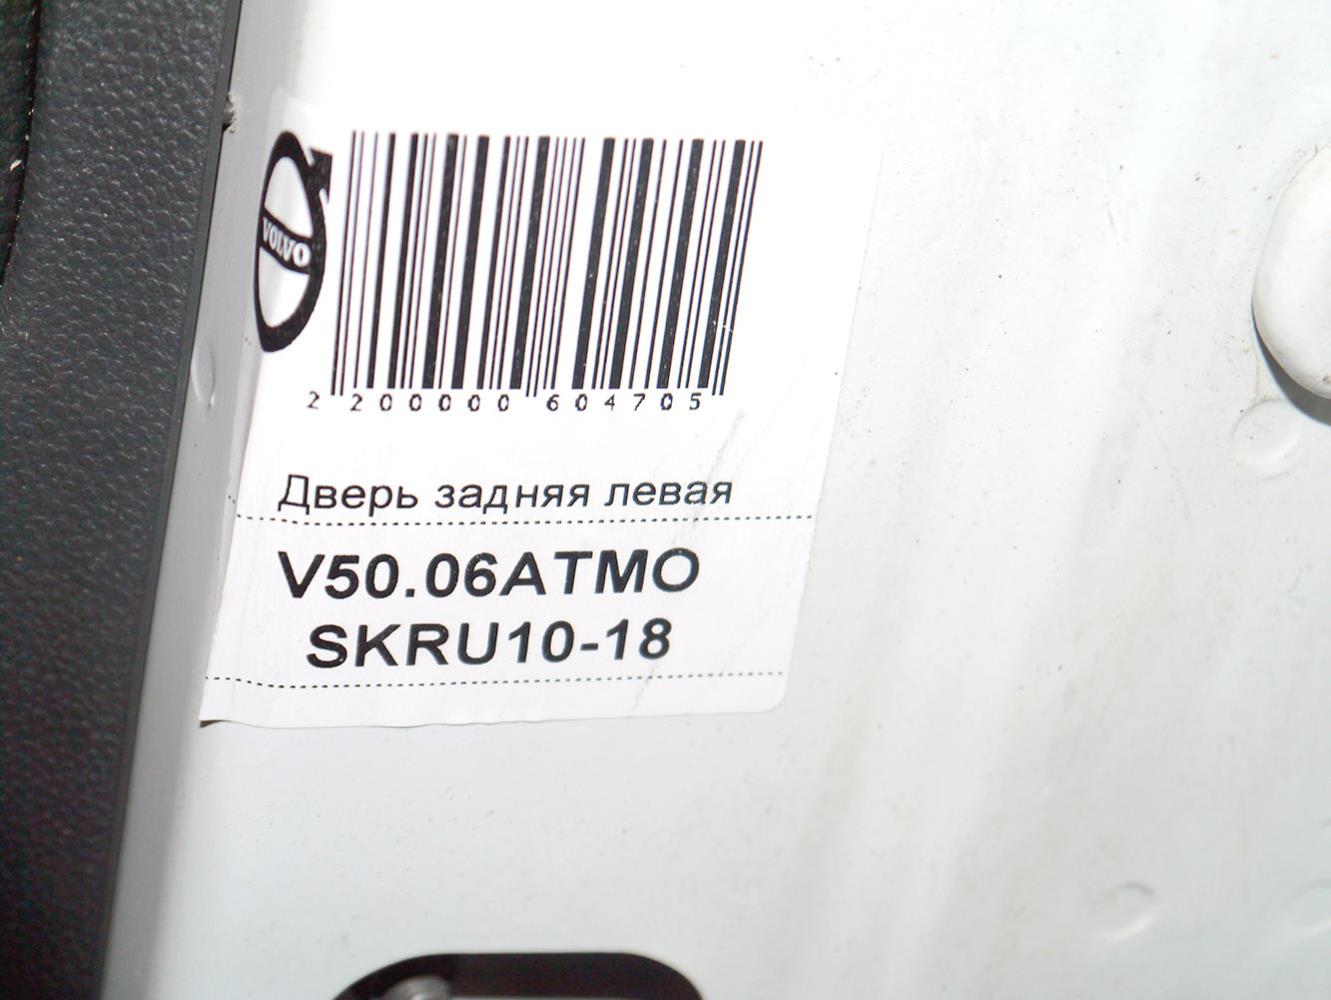 VOLVO
2 200000 604705
Дверь задняя левая
V50.06ATMO
SKRU10-18